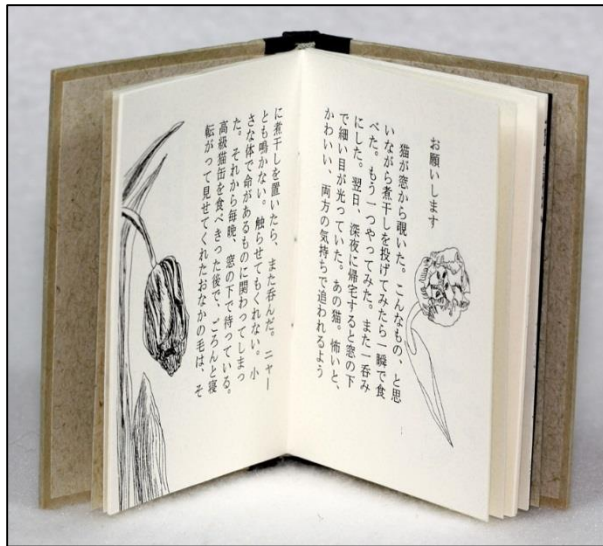 お願いします
猫が窓から覗いた。こんなもの、と思
いながら煮干しを投げてみたら一瞬で食
べた。もう一つやってみた。また一呑み
にした。翌日、深夜に帰宅すると窓の下
で細い目が光っていた。あの猫。怖いと、
かわいい、両方の気持ちで追われるよう
に煮干しを置いたら、また呑んだ。ニャー
とも鳴かない。触らせてもくれない。小
さな体で命があるものに関わってしまっ
た。それから毎晩、窓の下で待っている。
高級猫缶を食べきった後で、ごろんと寝
転がって見せてくれたおなかの毛は、そ